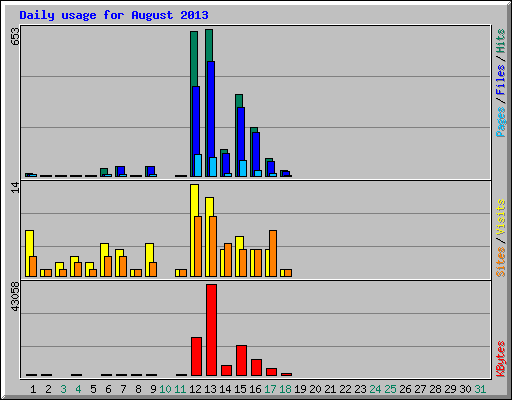 Daily usage for August 2013
653
Pages / Files / Hits
14
Sites / Visits
43058
KBytes
1 2 3 4 5 6 7 8 9 10 11 12 13 14 15 16 17 18 19 20 21 22 23 24 25 26 27 28 29 30 31